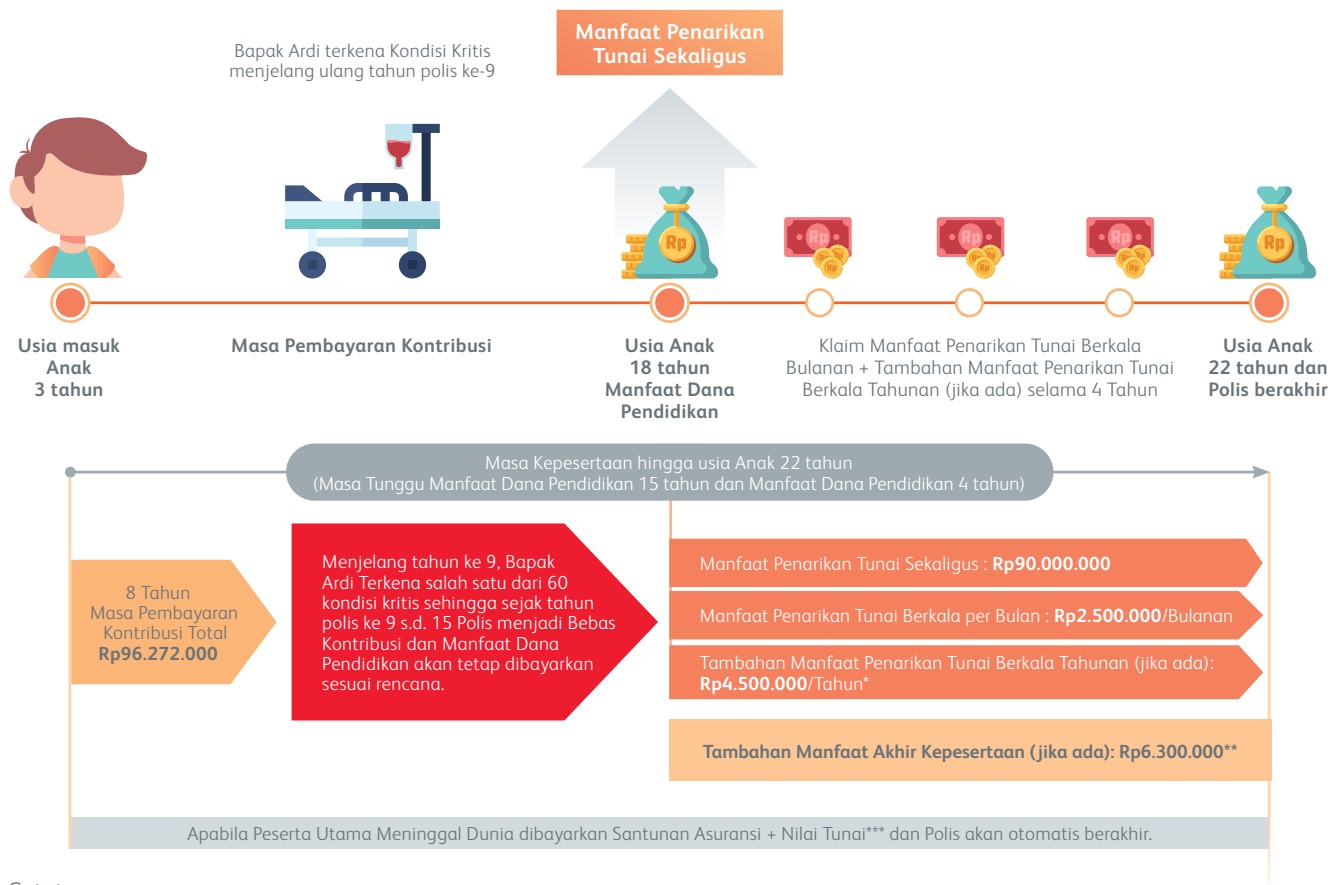 Bapak Ardi terkena Kondisi Kritis
menjelang ulang tahun polis ke-9
Manfaat Penarikan
Tunai Sekaligus
Rp
Rp
Rp
Rp
Rp
Rp
Rp
Rp
Usia masuk
Anak
3 tahun
Masa Pembayaran Kontribusi
Usia Anak
18 tahun
Manfaat Dana
Pendidikan
Klaim Manfaat Penarikan Tunai Berkala
Bulanan + Tambahan Manfaat Penarikan Tunai
Berkala Tahunan (jika ada) selama 4 Tahun
Usia Anak
22 tahun dan
Polis berakhir
Masa Kepesertaan hingga usia Anak 22 tahun
(Masa Tunggu Manfaat Dana Pendidikan 15 tahun dan Manfaat Dana Pendidikan 4 tahun)
8 Tahun
Masa Pembayaran
Kontribusi Total
Rp96.272.000
Menjelang tahun ke 9, Bapak
Ardi Terkena salah satu dari 60
kondisi kritis sehingga sejak tahun
polis ke 9 s.d. 15 Polis menjadi Bebas
Kontribusi dan Manfaat Dana
Pendidikan akan tetap dibayarkan
sesuai rencana.
Manfaat Penarikan Tunai Sekaligus : Rp90.000.000
Manfaat Penarikan Tunai Berkala per Bulan : Rp2.500.000/Bulanan
Tambahan Manfaat Penarikan Tunai Berkala Tahunan (jika ada):
Rp4.500.000/Tahun*
Tambahan Manfaat Akhir Kepesertaan (jika ada): Rp6.300.000**
Apabila Peserta Utama Meninggal Dunia dibayarkan Santunan Asuransi + Nilai Tunai*** dan Polis akan otomatis berakhir.